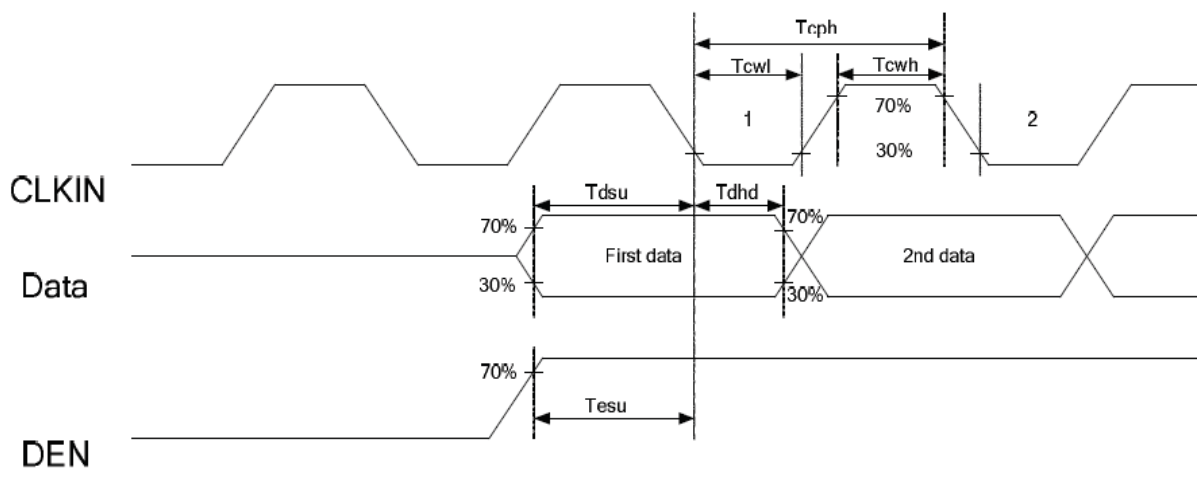 Tcph
Tcwl
Tcwh
1
70%
2
30%
CLKIN
Tdsu
Tdhd
70%
70%
First data
2nd data
Data
30%
30%
70%
Tesu
DEN